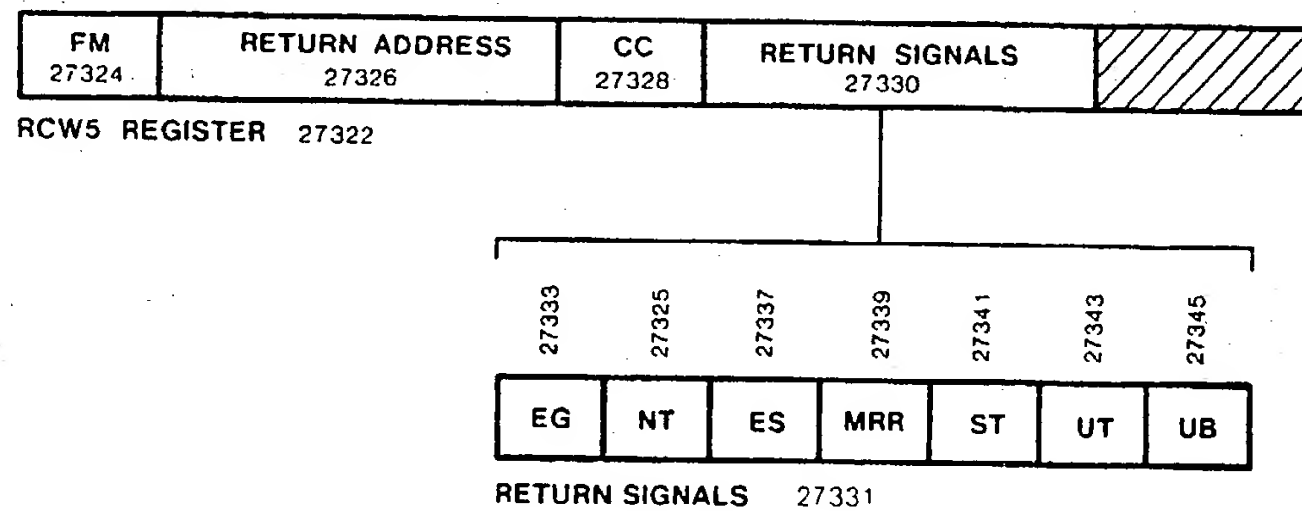 FM RETURN ADDRESS CC RETURN SIGNALS
27324 27326 27328 27330
RCW5 REGISTER 27322
27333 27325 27337 27339 27341 27343 27345
EG NT ES MRR ST UT UB
RETURN SIGNALS 27331